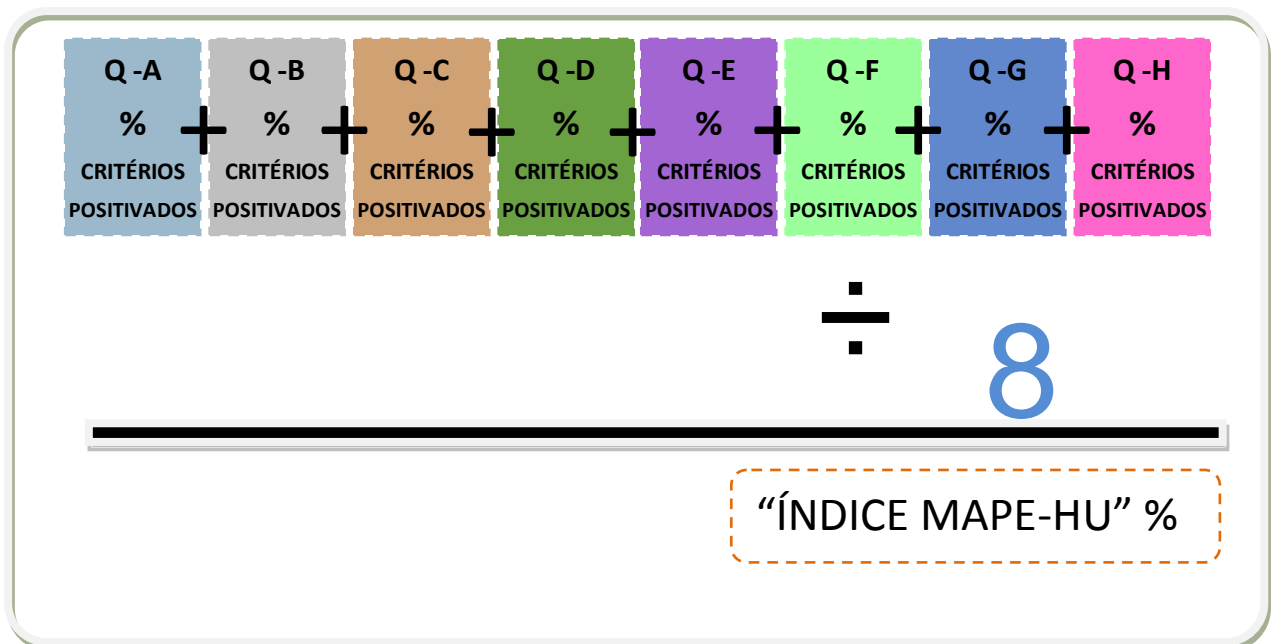 Q -A Q -B Q -C Q -D Q -E Q -F Q -G Q -H
% + % + % + % + % + % + % + %
CRITÉRIOS CRITÉRIOS CRITÉRIOS CRITÉRIOS CRITÉRIOS CRITÉRIOS CRITÉRIOS CRITÉRIOS
POSITIVADOS POSITIVADOS POSITIVADOS POSITIVADOS POSITIVADOS POSITIVADOS POSITIVADOS POSITIVADOS
÷ 8
“ÍNDICE MAPE-HU” %